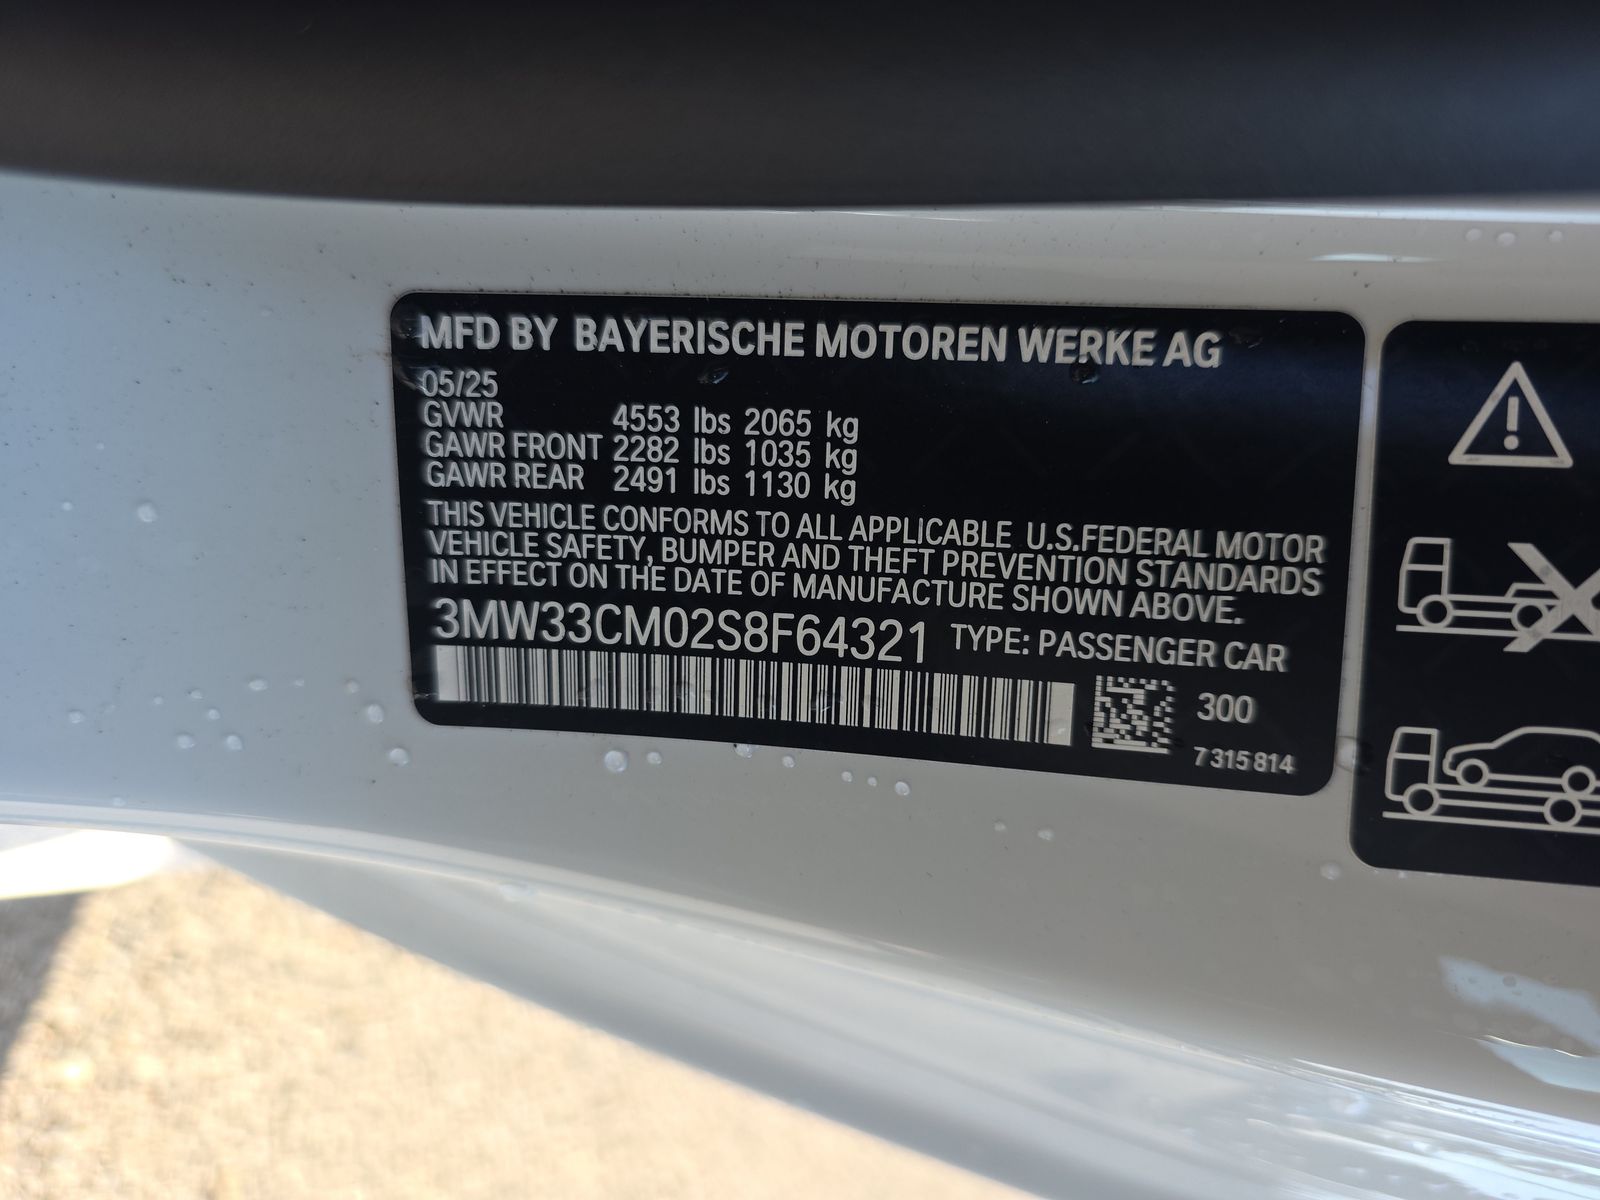 MFD BY BAYERISCHE MOTOREN WERKE AG
05/25
GVWR 4553 lbs 2065 kg
GAWR FRONT 2282 lbs 1035 kg
GAWR REAR 2491 lbs 1130 kg
THIS VEHICLE CONFORMS TO ALL APPLICABLE U.S.FEDERAL MOTOR
VEHICLE SAFETY, BUMPER AND THEFT PREVENTION STANDARDS
IN EFFECT ON THE DATE OF MANUFACTURE SHOWN ABOVE.
3MW33CM02S8F64321 TYPE: PASSENGER CAR
300
7 315 814